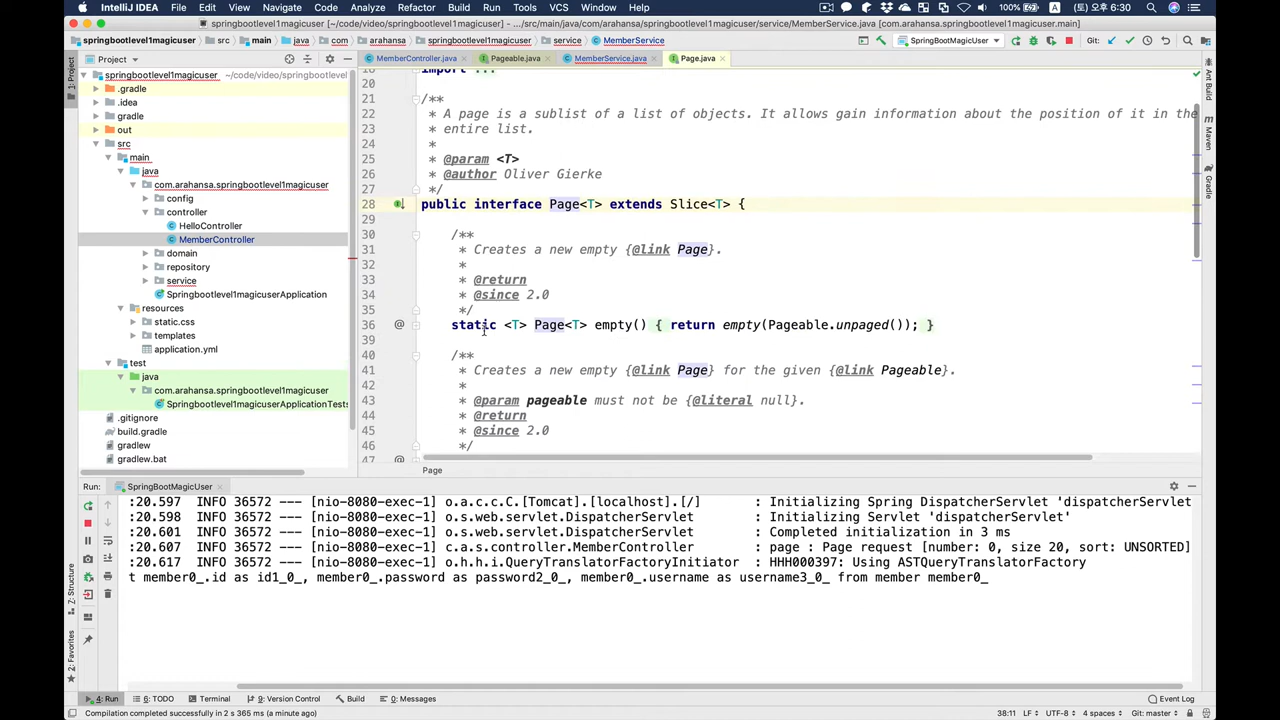 IntelliJ IDEA File Edit View Navigate Code Analyze Refactor Build Run Tools VCS Window Help 100% 토 오후 6:30
springbootlevel1magicuser [~/code/video/springbootlevel1magicuser] - .../src/main/java/com/arahansa/springbootlevel1magicuser/service/MemberService.java [com.arahansa.main]
springbootlevel1magicuser src main java com arahansa springbootlevel1magicuser service MemberService SpringBootMagicUser Git:
Project MemberController.java Pageable.java MemberService.java Page.java
springbootlevel1magicuser ~/code/video/springbootlevel
.gradle
.idea
gradle
out
src
main
java
com.arahansa.springbootlevel1magicuser
config
controller
HelloController
MemberController
domain
repository
service
Springbootlevel1magicuserApplication
resources
static.css
templates
application.yml
test
java
com.arahansa.springbootlevel1magicuser
Springbootlevel1magicuserApplicationTests
.gitignore
build.gradle
gradlew
gradlew.bat
import ...
20
21 /**
22 * A page is a sublist of a list of objects. It allows gain information about the position of it in the
23 * entire list.
24 *
25 * @param <T>
26 * @author Oliver Gierke
27 */
28 public interface Page<T> extends Slice<T> {
29
30 /**
31 * Creates a new empty {@link Page}.
32 *
33 * @return
34 * @since 2.0
35 */
36 static <T> Page<T> empty() { return empty(Pageable.unpaged()); }
39
40 /**
41 * Creates a new empty {@link Page} for the given {@link Pageable}.
42 *
43 * @param pageable must not be {@literal null}.
44 * @return
45 * @since 2.0
46 */
47
Page
1: Project
7: Structure
2: Favorites
Ant Build
Maven
Gradle
Run: SpringBootMagicUser
:20.597 INFO 36572 --- [nio-8080-exec-1] o.a.c.c.C.[Tomcat].[localhost].[/] : Initializing Spring DispatcherServlet 'dispatcherServlet'
:20.598 INFO 36572 --- [nio-8080-exec-1] o.s.web.servlet.DispatcherServlet : Initializing Servlet 'dispatcherServlet'
:20.601 INFO 36572 --- [nio-8080-exec-1] o.s.web.servlet.DispatcherServlet : Completed initialization in 3 ms
:20.607 INFO 36572 --- [nio-8080-exec-1] c.a.s.controller.MemberController : page : Page request [number: 0, size 20, sort: UNSORTED]
:20.617 INFO 36572 --- [nio-8080-exec-1] o.h.h.i.QueryTranslatorFactoryInitiator : HHH000397: Using ASTQueryTranslatorFactory
t member0_.id as id1_0_, member0_.password as password2_0_, member0_.username as username3_0_ from member member0_
4: Run 6: TODO Terminal 9: Version Control Build 0: Messages Event Log
Compilation completed successfully in 2 s 365 ms (a minute ago) 38:11 LF UTF-8 4 spaces Git: master